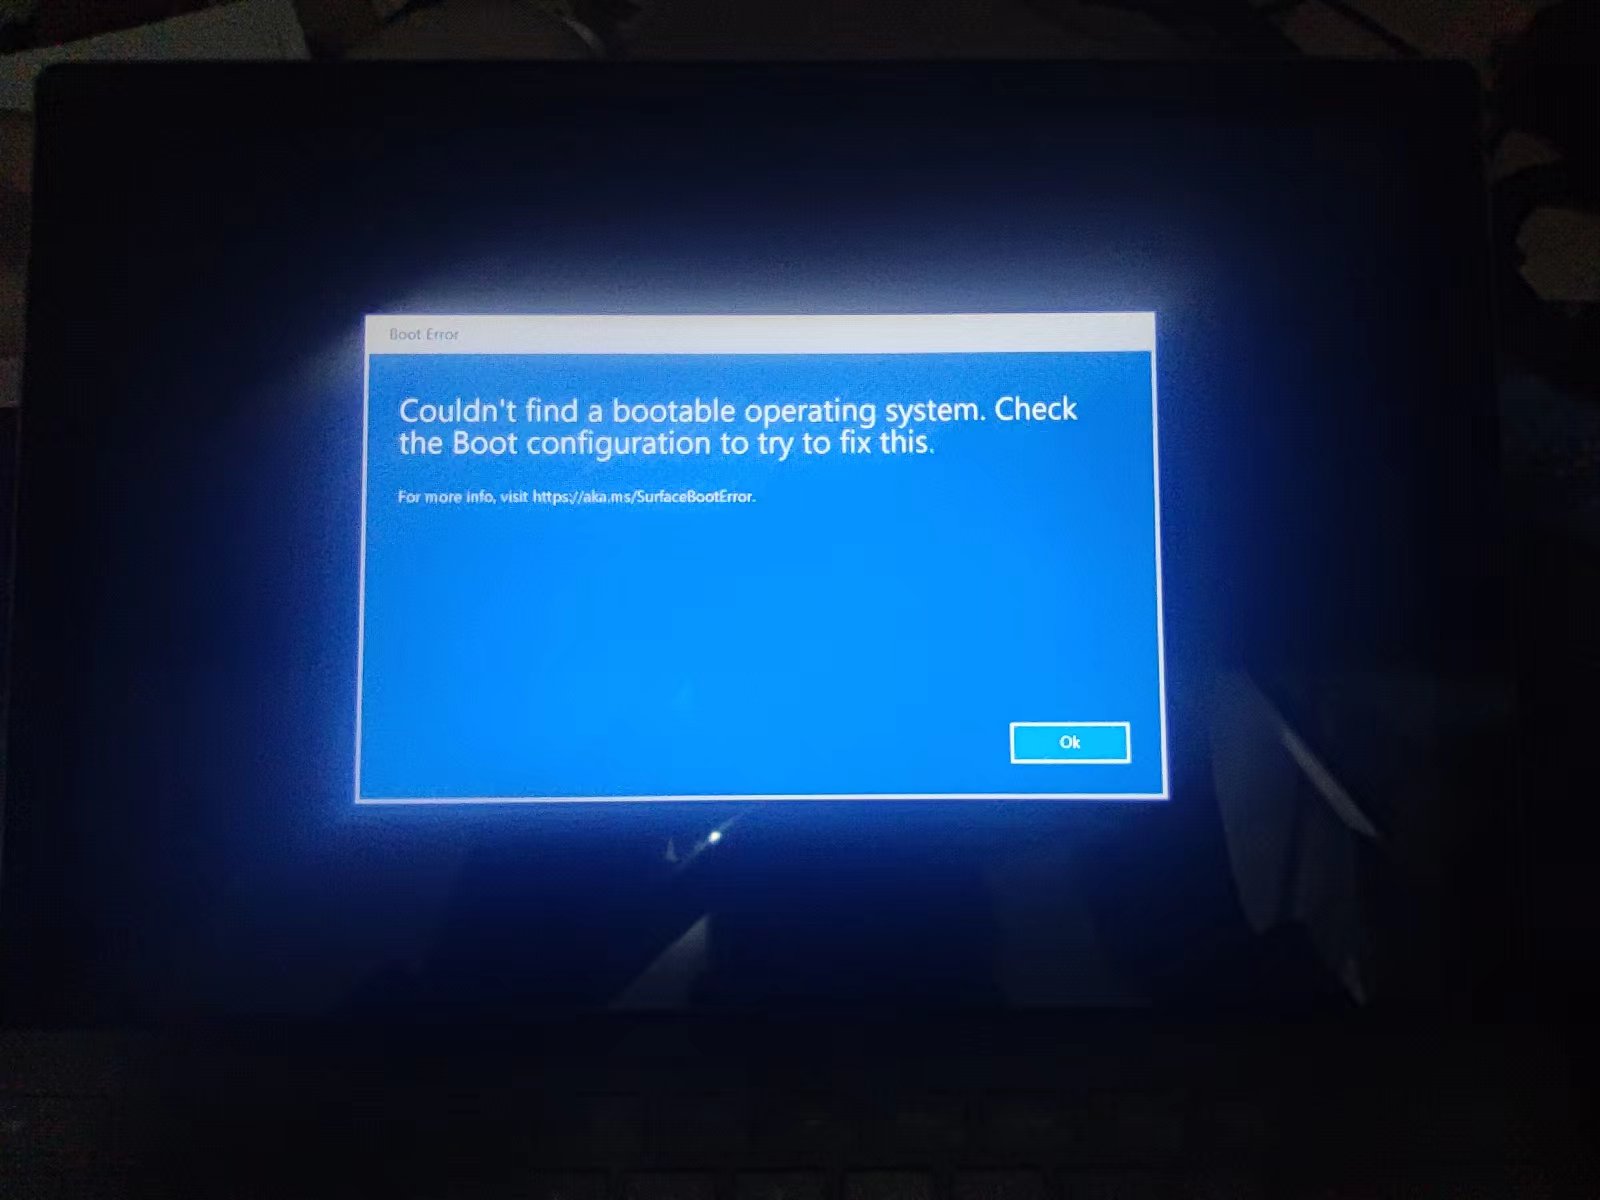 Boot Error
Couldn't find a bootable operating system. Check
the Boot configuration to try to fix this.
For more info, visit https://aka.ms/SurfaceBootError.
Ok